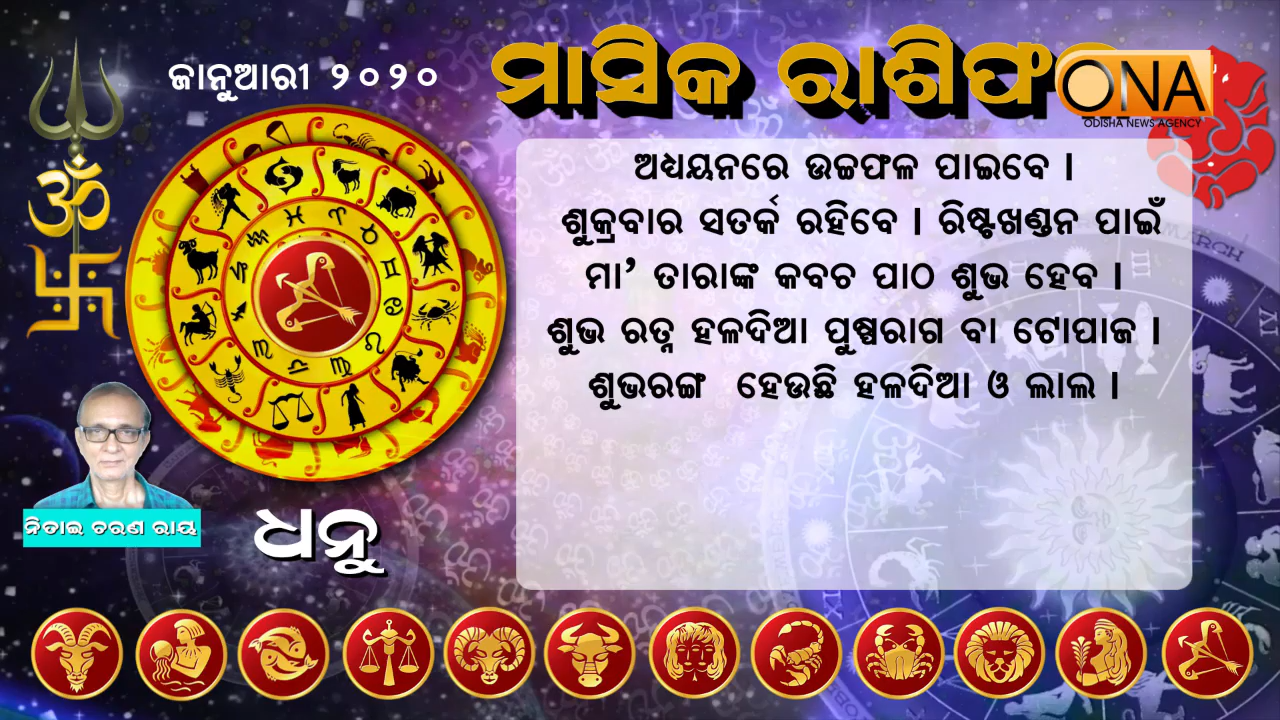 ଜାନୁଆରୀ ୨୦୨୦
ମାସିକ ରାଶିଫ
ONA
ODISHA NEWS AGENCY
ଅଧ୍ୟୟନରେ ଉଚ୍ଚଫଳ ପାଇବେ ।
ଶୁକ୍ରବାର ସତର୍କ ରହିବେ । ରିଷ୍ଟଖଣ୍ଡନ ପାଇଁ
ମା’ ତାରାଙ୍କ କବଚ ପାଠ ଶୁଭ ହେବ ।
ଶୁଭ ରତ୍ନ ହଳଦିଆ ପୁଷ୍ପରାଗ ବା ଟୋପାଜ ।
ଶୁଭରଙ୍ଗ ହେଉଛି ହଳଦିଆ ଓ ଲାଲ ।
ନିତାଇ ଚରଣ ରାୟ
ଧନୁ